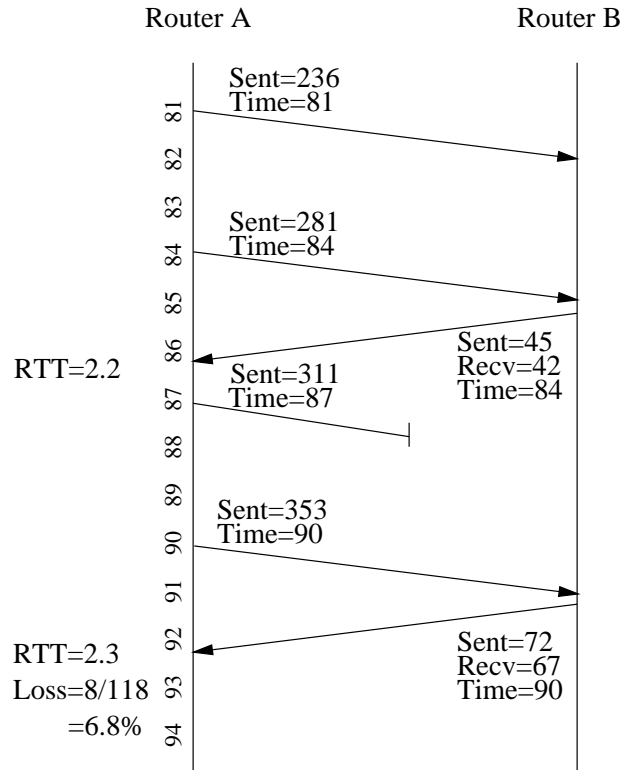 Router A
Router B
Sent=236
Time=81
81
82
83
Sent=281
Time=84
84
85
Sent=45
Recv=42
Time=84
86
RTT=2.2
Sent=311
Time=87
87
88
89
Sent=353
Time=90
90
91
92
Sent=72
Recv=67
Time=90
RTT=2.3
Loss=8/118
=6.8%
93
94